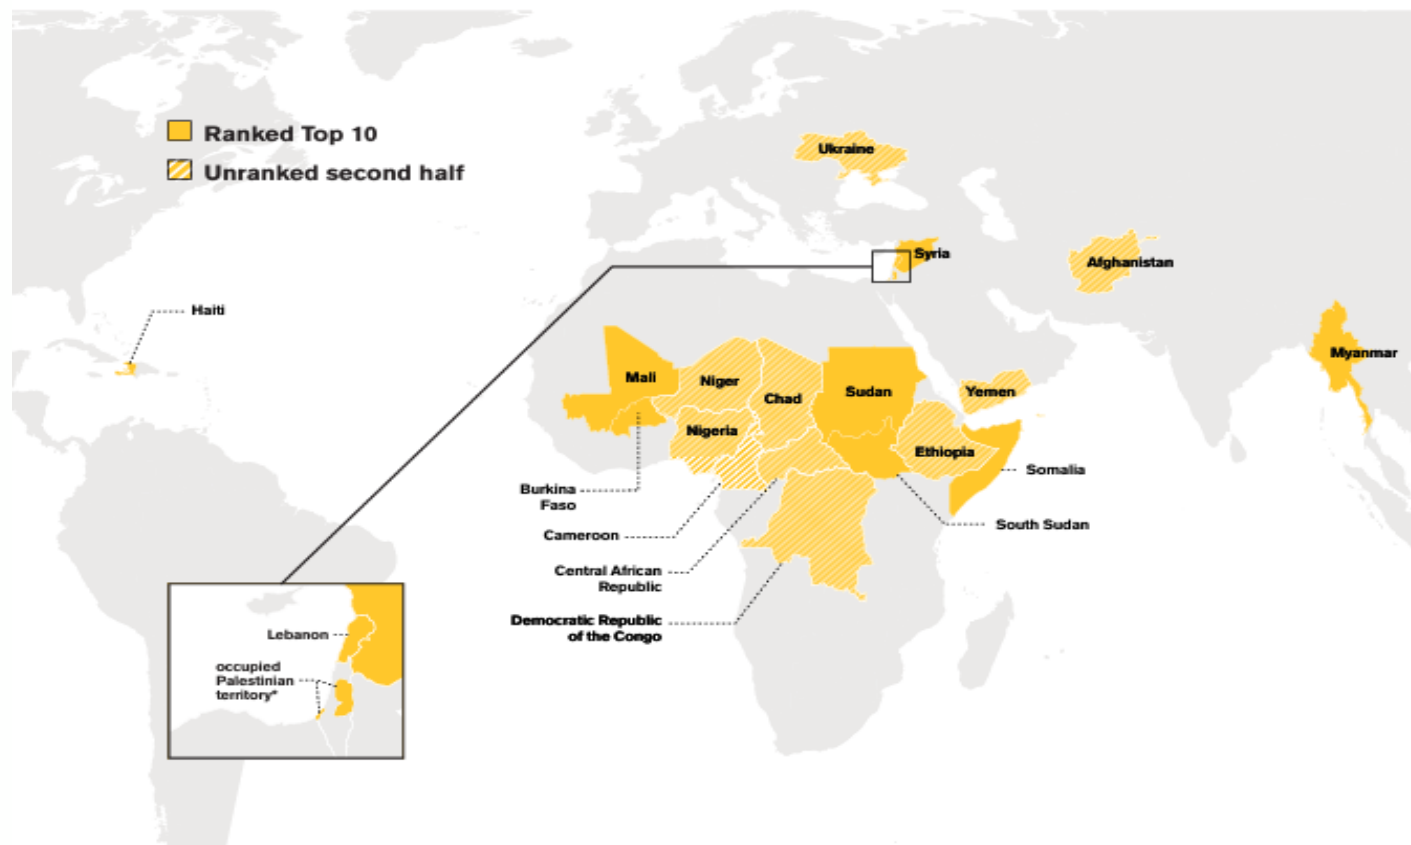 Ranked Top 10
Unranked second half
Ukraine
Syria
Afghanistan
Haiti
Myanmar
Mali
Niger
Chad
Sudan
Yemen
Nigeria
Ethiopia
Somalia
Burkina
Faso
South Sudan
Cameroon
Central African
Republic
Democratic Republic
of the Congo
Lebanon
occupied
Palestinian
territory*